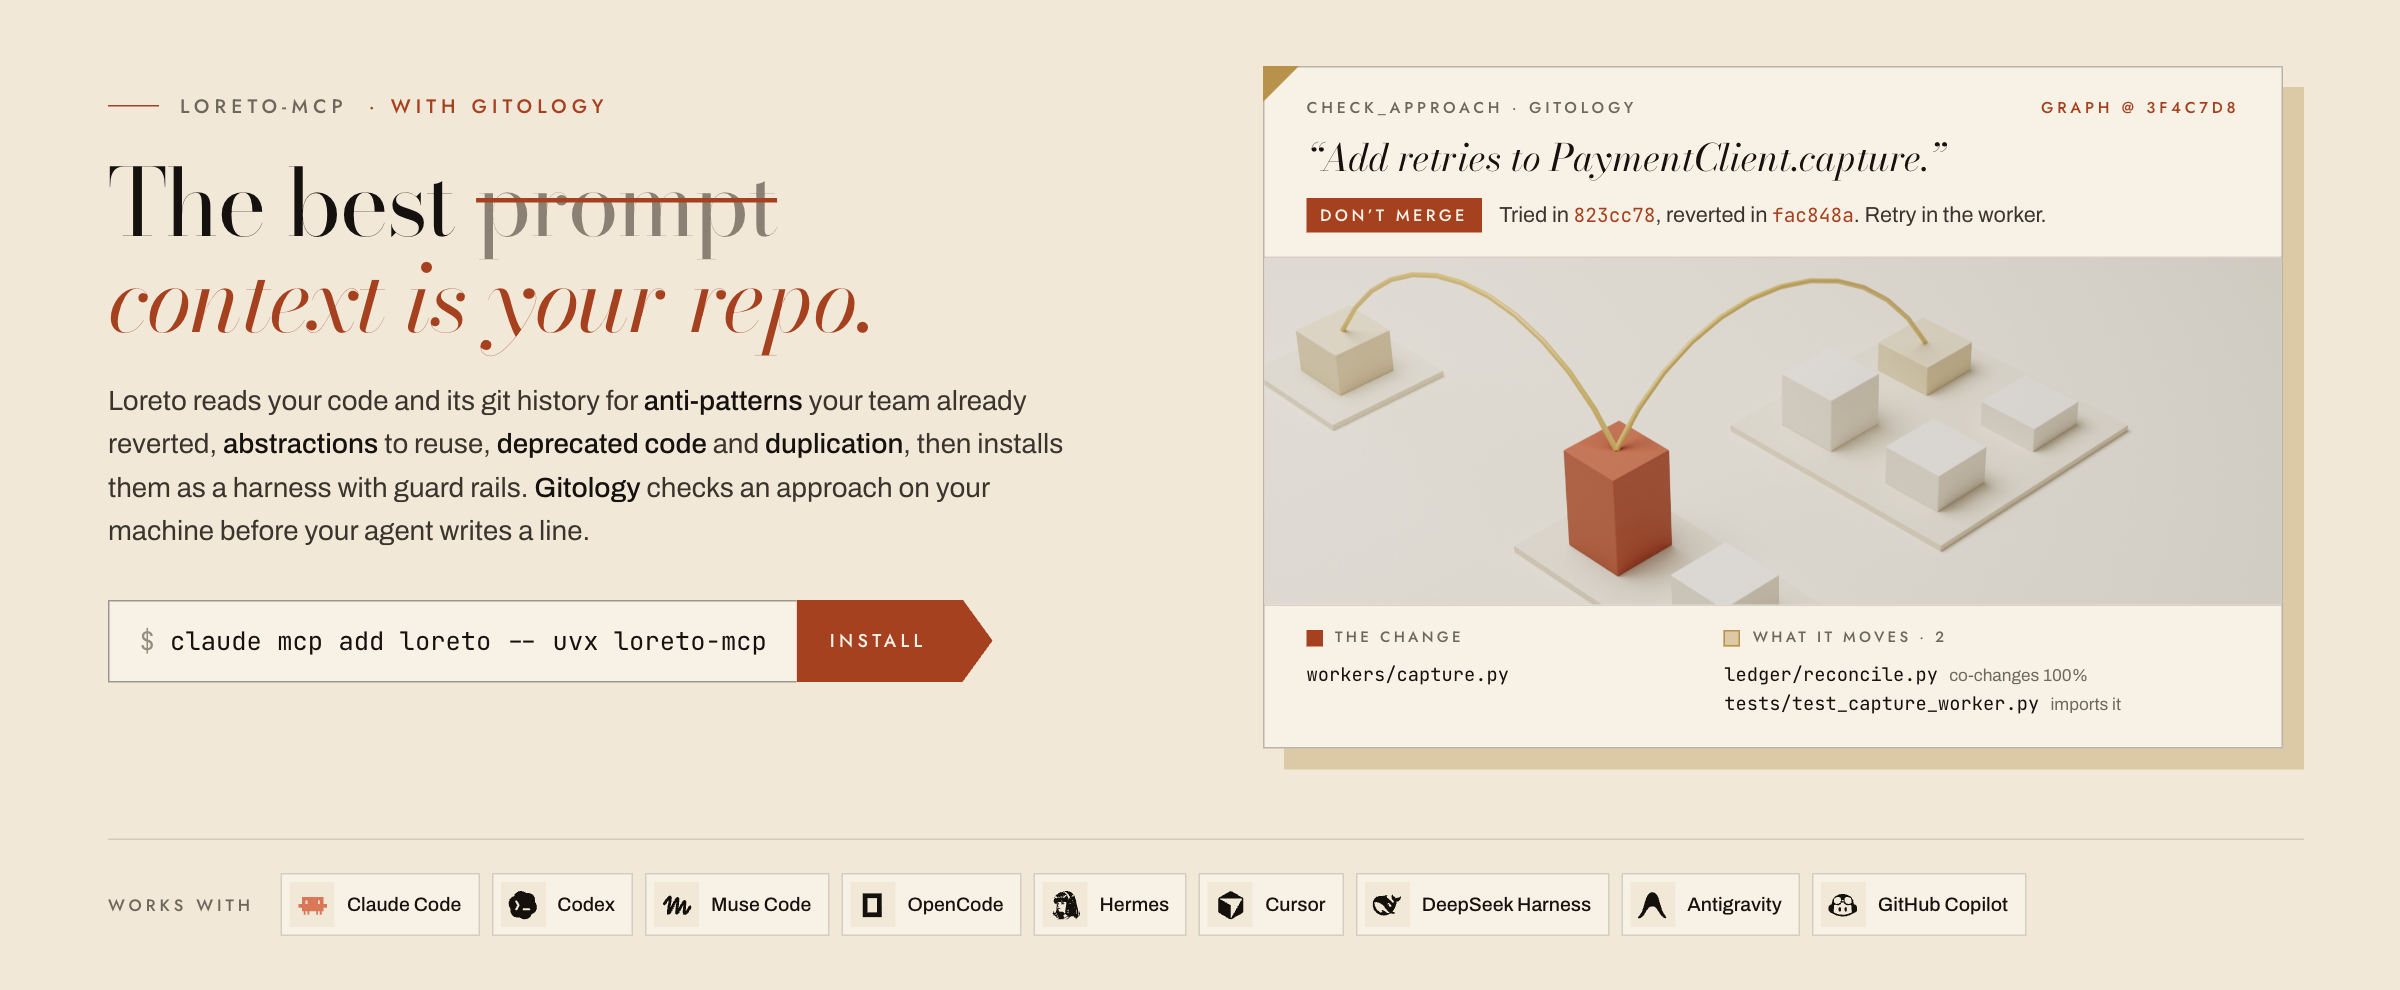 LORETO-MCP · WITH GITOLOGY
The best prompt
context is your repo.
Loreto reads your code and its git history for anti-patterns your team already
reverted, abstractions to reuse, deprecated code and duplication, then installs
them as a harness with guard rails. Gitology checks an approach on your
machine before your agent writes a line.
$ claude mcp add loreto -- uvx loreto-mcp
INSTALL
CHECK_APPROACH · GITOLOGY
GRAPH @ 3F4C7D8
“Add retries to PaymentClient.capture.”
DON’T MERGE
Tried in 823cc78, reverted in fac848a. Retry in the worker.
THE CHANGE
workers/capture.py
WHAT IT MOVES · 2
ledger/reconcile.py co-changes 100%
tests/test_capture_worker.py imports it
WORKS WITH
Claude Code
Codex
Muse Code
OpenCode
Hermes
Cursor
DeepSeek Harness
Antigravity
GitHub Copilot